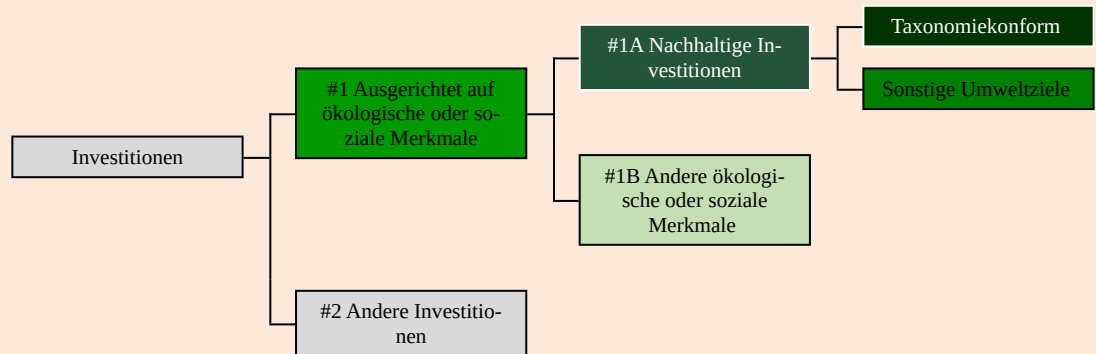 Taxonomiekonform
#1A Nachhaltige In-
vestitionen
Sonstige Umweltziele
#1 Ausgerichtet auf
ökologische oder so-
ziale Merkmale
Investitionen
#1B Andere ökologi-
sche oder soziale
Merkmale
#2 Andere Investitio-
nen